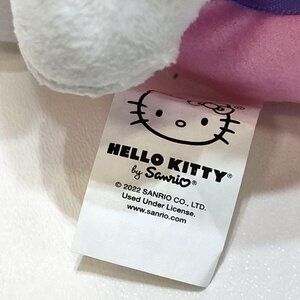 HELLO KITTY®
by Sanrio®
© 2022 SANRIO CO., LTD.
Used Under License.
www.sanrio.com